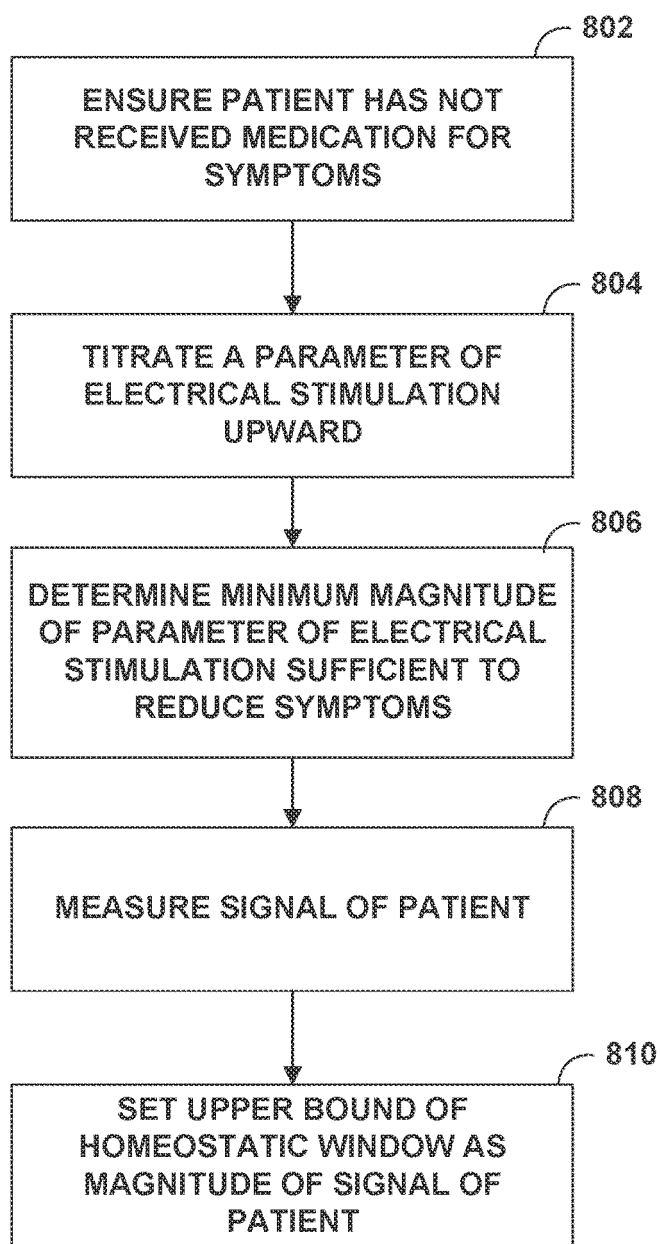 802
ENSURE PATIENT HAS NOT
RECEIVED MEDICATION FOR
SYMPTOMS
804
TITRATE A PARAMETER OF
ELECTRICAL STIMULATION
UPWARD
806
DETERMINE MINIMUM MAGNITUDE
OF PARAMETER OF ELECTRICAL
STIMULATION SUFFICIENT TO
REDUCE SYMPTOMS
808
MEASURE SIGNAL OF PATIENT
810
SET UPPER BOUND OF
HOMEOSTATIC WINDOW AS
MAGNITUDE OF SIGNAL OF
PATIENT